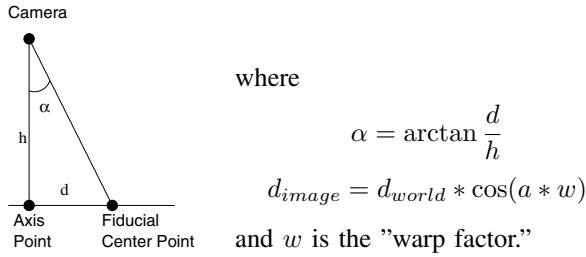 Camera
α
h
d
Axis
Point
Fiducial
Center Point
where
α = arctan d/h
d_image = d_world * cos(a * w)
and w is the ”warp factor.”